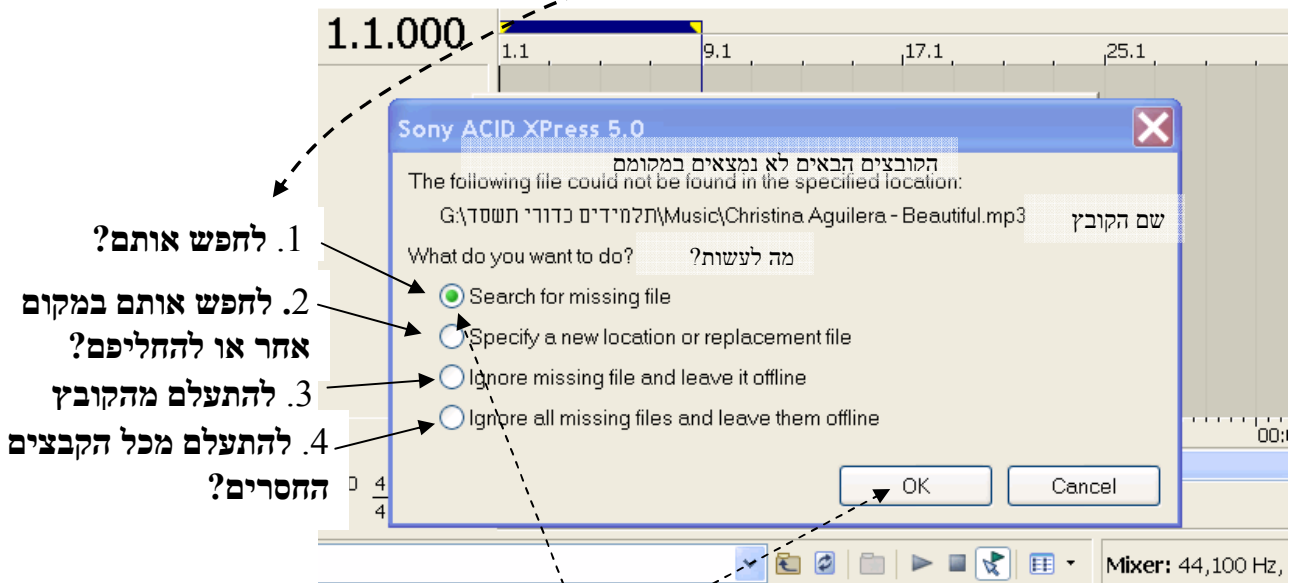 1.1.000
1.1 9.1 17.1 25.1
Sony ACID XPress 5.0
הקובצים הבאים לא נמצאים במקומם
The following file could not be found in the specified location:
G:\תלמידים כדורי תשסד\Music\Christina Aguilera - Beautiful.mp3
שם הקובץ
What do you want to do?
מה לעשות?
1. לחפש אותם?
Search for missing file
2. לחפש אותם במקום
אחר או להחליפם?
Specify a new location or replacement file
3. להתעלם מהקובץ
Ignore missing file and leave it offline
4. להתעלם מכל הקבצים
החסרים?
Ignore all missing files and leave them offline
OK Cancel
4
4
Mixer: 44,100 Hz,